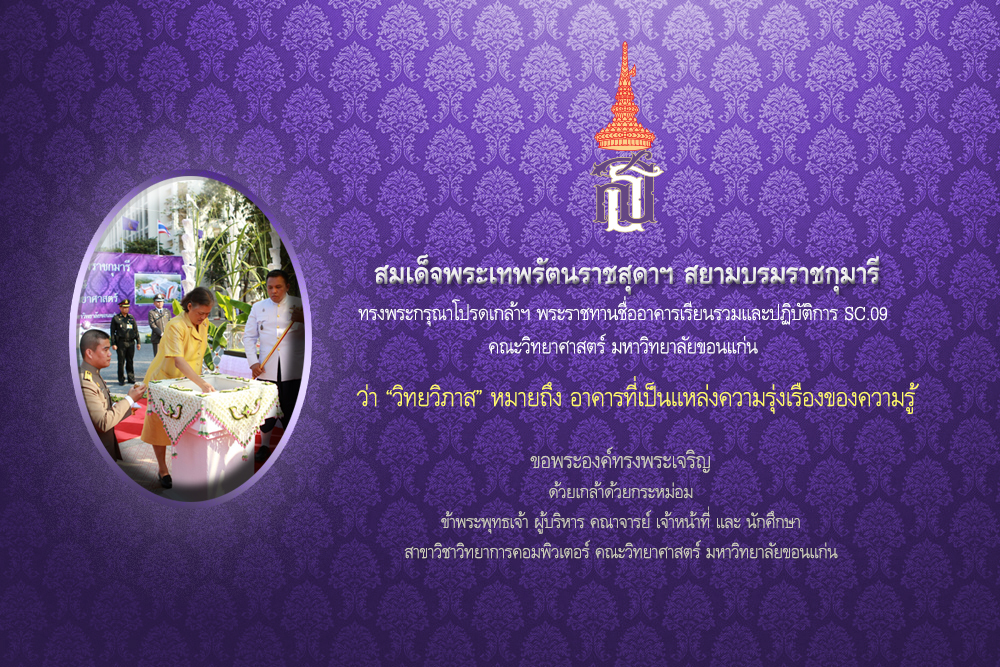 สมเด็จพระเทพรัตนราชสุดาฯ สยามบรมราชกุมารี
ทรงพระกรุณาโปรดเกล้าฯ พระราชทานชื่ออาคารเรียนรวมและปฏิบัติการ SC.09
คณะวิทยาศาสตร์ มหาวิทยาลัยขอนแก่น
ว่า “วิทยวิภาส” หมายถึง อาคารที่เป็นแหล่งความรุ่งเรืองของความรู้
ขอพระองค์ทรงพระเจริญ
ด้วยเกล้าด้วยกระหม่อม
ข้าพระพุทธเจ้า ผู้บริหาร คณาจารย์ เจ้าหน้าที่ และ นักศึกษา
สาขาวิชาวิทยาการคอมพิวเตอร์ คณะวิทยาศาสตร์ มหาวิทยาลัยขอนแก่น